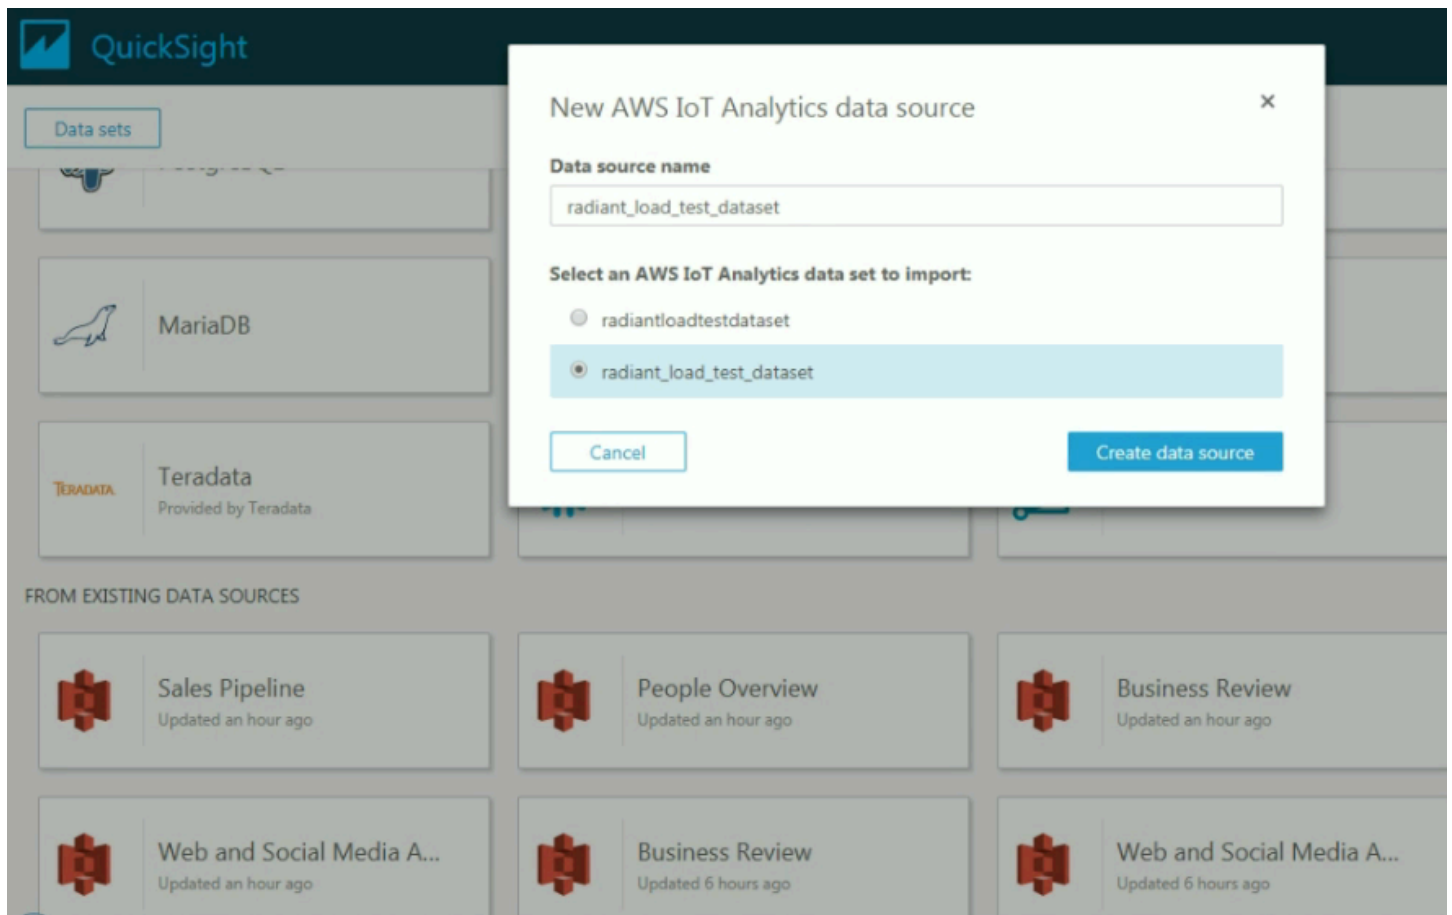 QuickSight
Data sets
New AWS IoT Analytics data source
×
Data source name
radiant_load_test_dataset
Select an AWS IoT Analytics data set to import:
radiantloadtestdataset
radiant_load_test_dataset
Cancel
Create data source
MariaDB
TERADATA.
Teradata
Provided by Teradata
FROM EXISTING DATA SOURCES
Sales Pipeline
Updated an hour ago
People Overview
Updated an hour ago
Business Review
Updated an hour ago
Web and Social Media A...
Updated an hour ago
Business Review
Updated 6 hours ago
Web and Social Media A...
Updated 6 hours ago